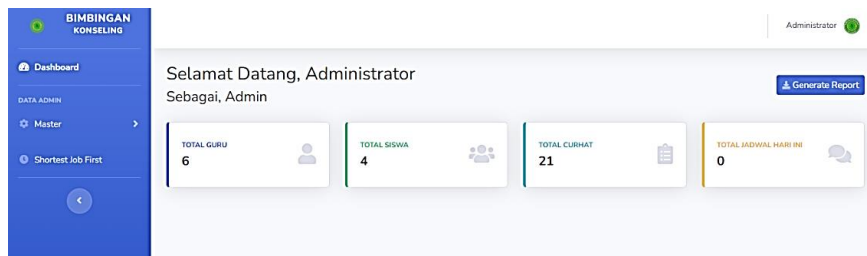 BIMBINGAN
KONSELING
Administrator
Dashboard
DATA ADMIN
Master
Shortest Job First
Selamat Datang, Administrator
Sebagai, Admin
Generate Report
TOTAL GURU
6
TOTAL SISWA
4
TOTAL CURHAT
21
TOTAL JADWAL HARI INI
0